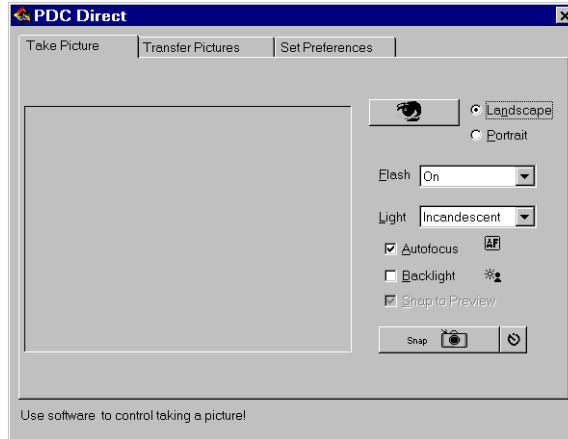 PDC Direct
Take Picture
Transfer Pictures
Set Preferences
Landscape
Portrait
Flash On
Light Incandescent
Autofocus AF
Backlight
Snap to Preview
Snap
Use software to control taking a picture!